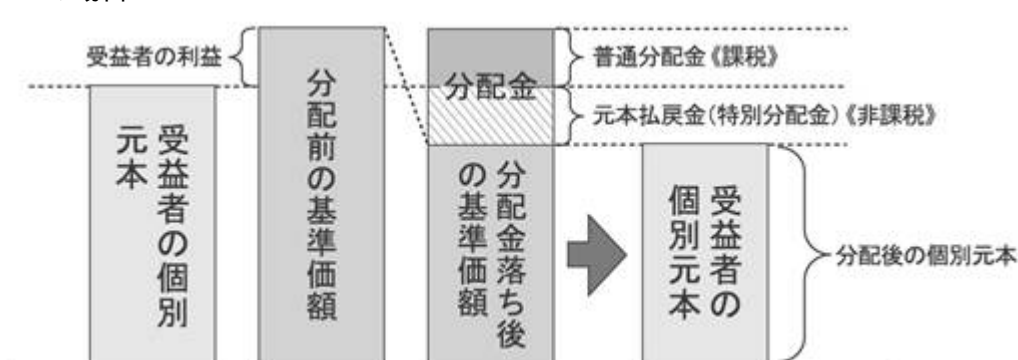 受益者の利益
受益者の個別
元本
分配前の基準価額
分配金
分配金落ち後
の基準価額
普通分配金《課税》
元本払戻金(特別分配金)《非課税》
受益者の
個別元本
分配後の個別元本